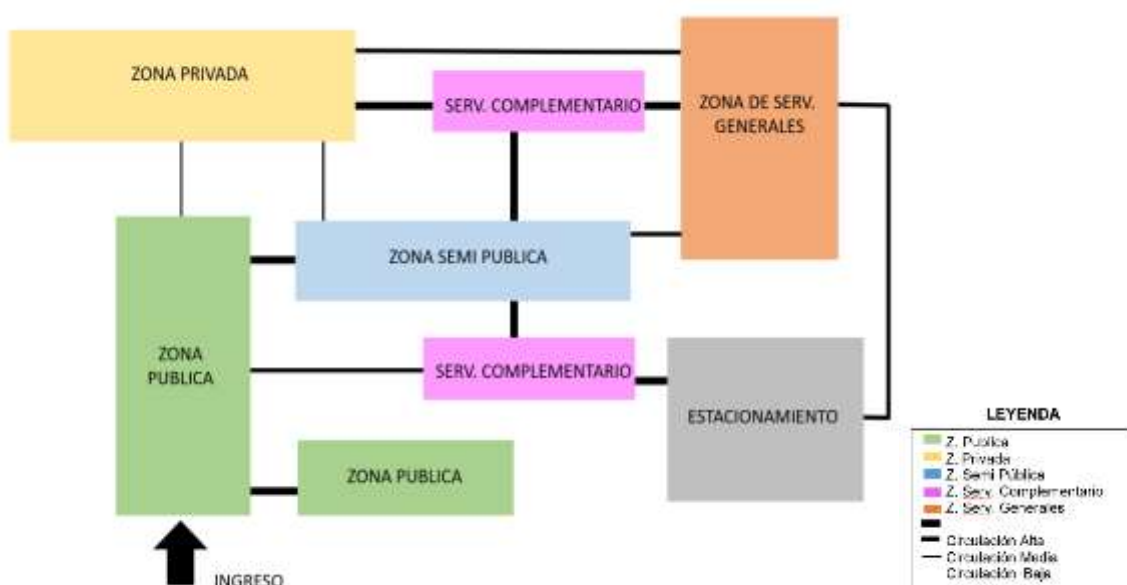 ZONA PRIVADA
SERV. COMPLEMENTARIO
ZONA DE SERV.
GENERALES
ZONA SEMI PUBLICA
ZONA
PUBLICA
SERV. COMPLEMENTARIO
ESTACIONAMIENTO
ZONA PUBLICA
INGRESO
LEYENDA
Z. Publica
Z. Privada
Z. Semi Pública
Z. Serv. Complementario
Z. Serv. Generales
Circulación Alta
Circulación Media
Circulación Baja